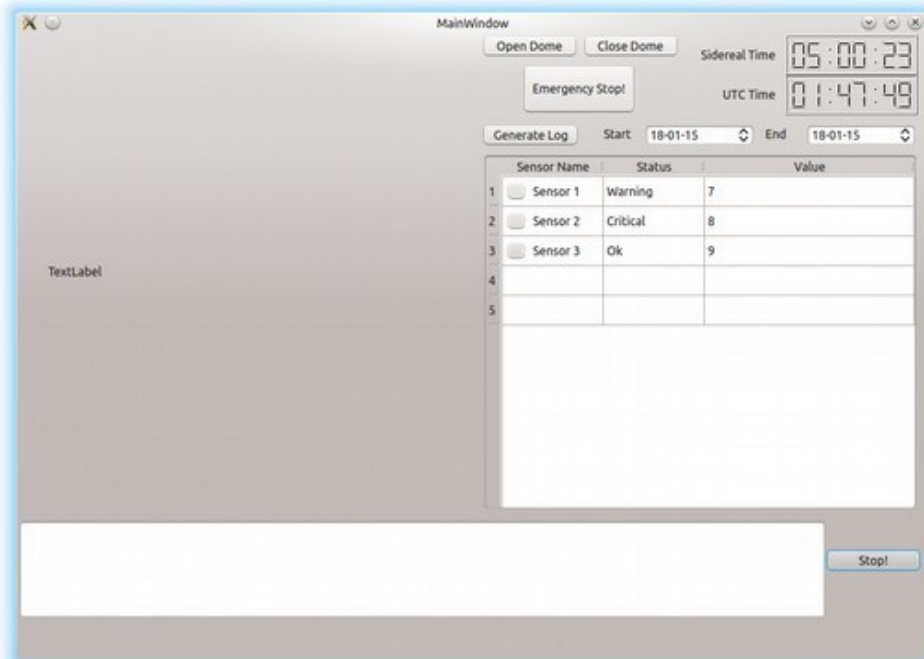 MainWindow
Open Dome Close Dome Sidereal Time 05:00:23
Emergency Stop! UTC Time 01:47:49
Generate Log Start 18-01-15 End 18-01-15
Sensor Name Status Value
1 Sensor 1 Warning 7
2 Sensor 2 Critical 8
3 Sensor 3 Ok 9
TextLabel
4
5
Stop!